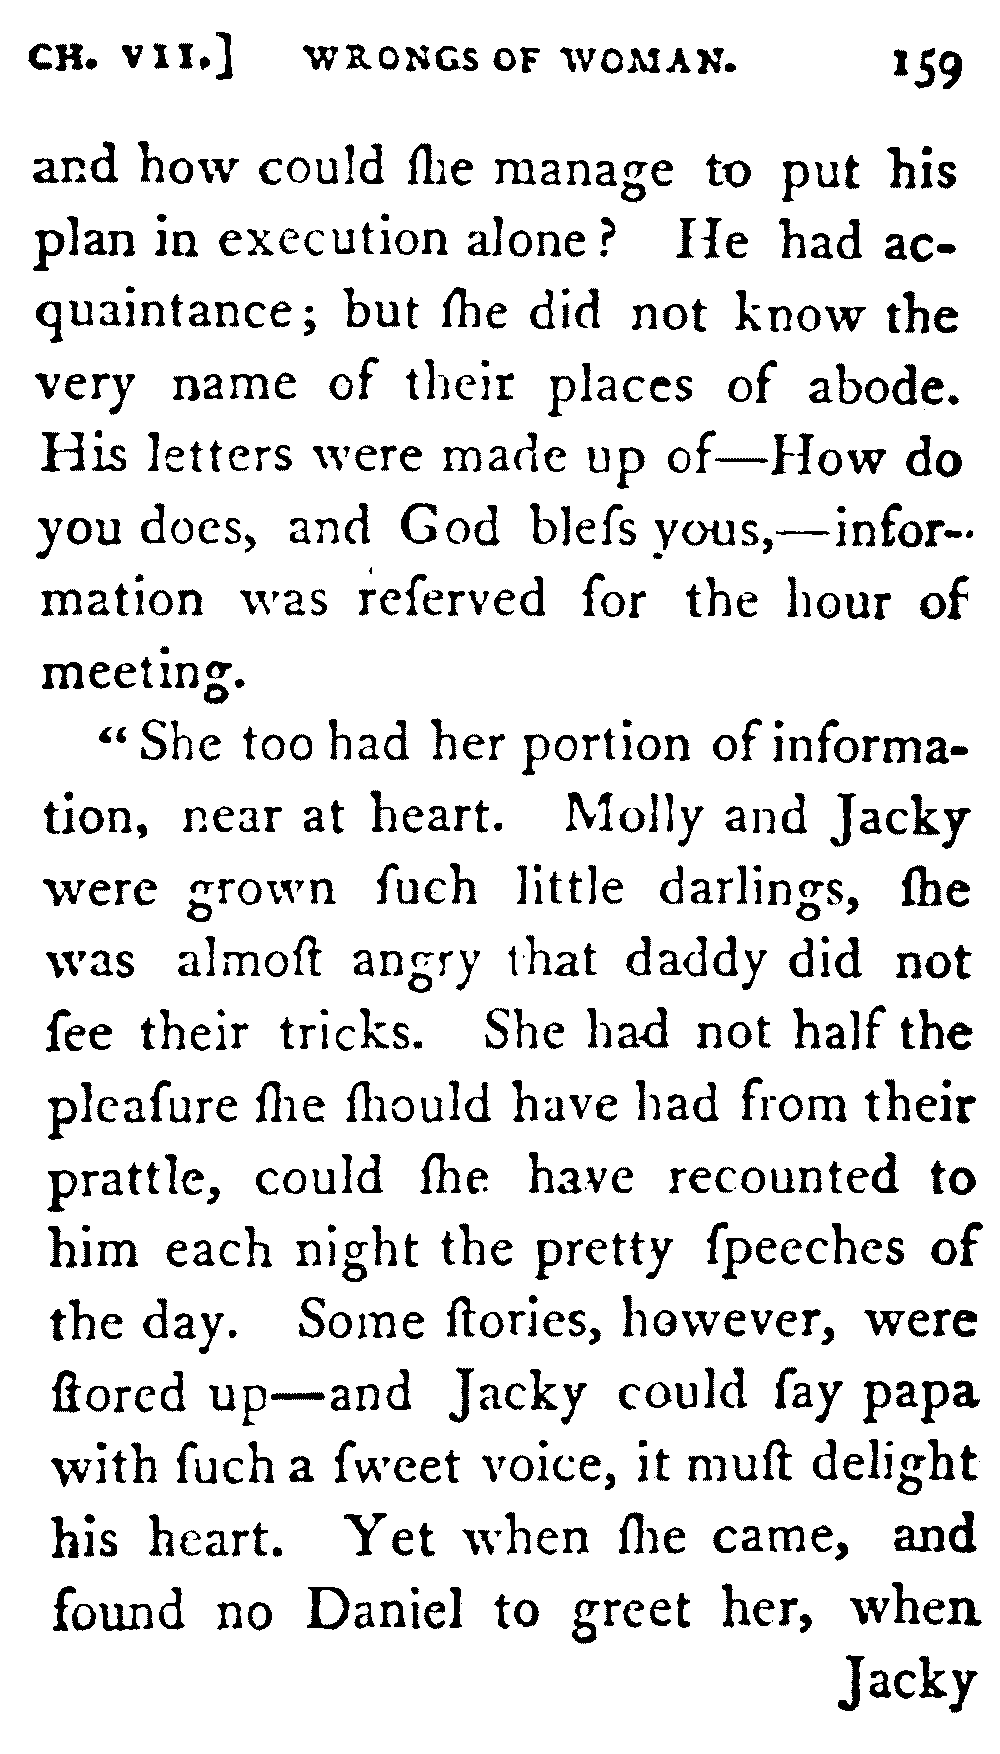 CH. VII.] WRONGS OF WOMAN. 159
and how could ſhe manage to put his
plan in execution alone? He had ac-
quaintance; but ſhe did not know the
very name of their places of abode.
His letters were made up of—How do
you does, and God bleſs yous,—infor-
mation was reſerved for the hour of
meeting.
“She too had her portion of informa-
tion, near at heart. Molly and Jacky
were grown ſuch little darlings, ſhe
was almoſt angry that daddy did not
ſee their tricks. She had not half the
pleaſure ſhe ſhould have had from their
prattle, could ſhe have recounted to
him each night the pretty ſpeeches of
the day. Some ſtories, however, were
ſtored up—and Jacky could ſay papa
with ſuch a ſweet voice, it muſt delight
his heart. Yet when ſhe came, and
found no Daniel to greet her, when
Jacky